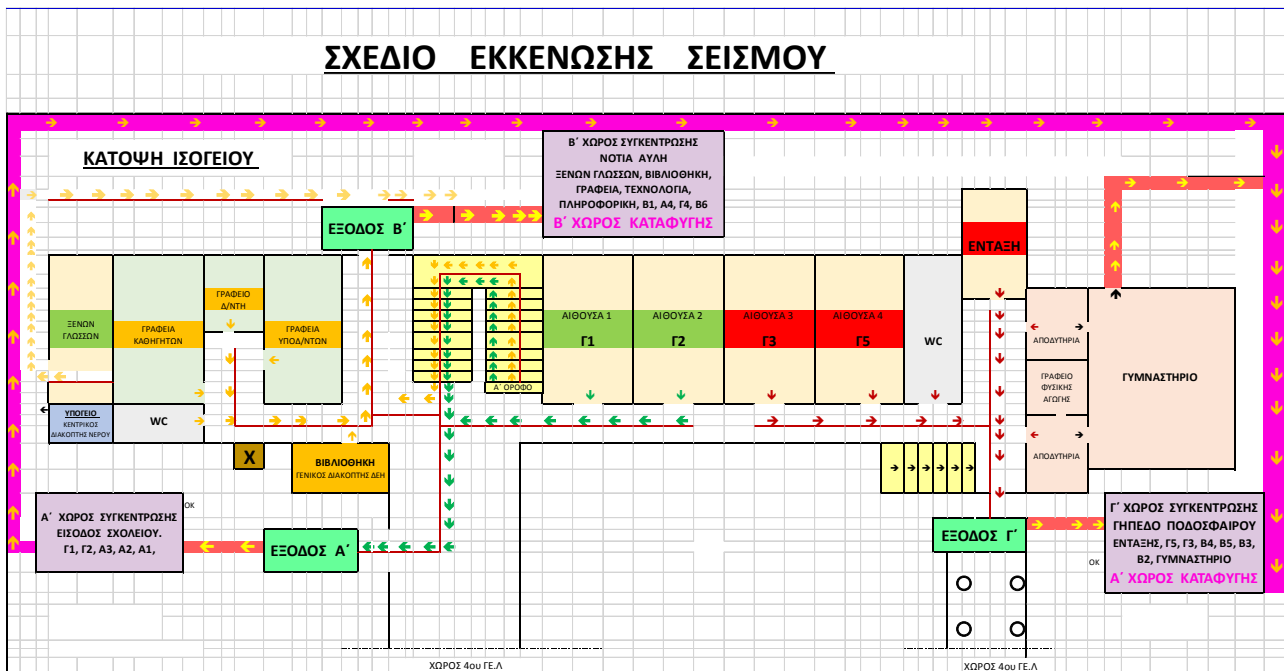 ΣΧΕΔΙΟ ΕΚΚΕΝΩΣΗΣ ΣΕΙΣΜΟΥ
ΚΑΤΟΨΗ ΙΣΟΓΕΙΟΥ
Β΄ ΧΩΡΟΣ ΣΥΓΚΕΝΤΡΩΣΗΣ
ΝΟΤΙΑ ΑΥΛΗ
ΞΕΝΩΝ ΓΛΩΣΣΩΝ, ΒΙΒΛΙΟΘΗΚΗ,
ΓΡΑΦΕΙΑ, ΤΕΧΝΟΛΟΓΙΑ,
ΠΛΗΡΟΦΟΡΙΚΗ, Β1, Α4, Γ4, Β6
Β΄ ΧΩΡΟΣ ΚΑΤΑΦΥΓΗΣ
ΕΞΟΔΟΣ Β΄
ΕΝΤΑΞΗ
ΞΕΝΩΝ
ΓΛΩΣΣΩΝ
ΓΡΑΦΕΙΑ
ΚΑΘΗΓΗΤΩΝ
ΓΡΑΦΕΙΟ
Δ/ΝΤΗ
ΓΡΑΦΕΙΑ
ΥΠΟΔ/ΝΤΩΝ
ΑΙΘΟΥΣΑ 1
Γ1
ΑΙΘΟΥΣΑ 2
Γ2
ΑΙΘΟΥΣΑ 3
Γ3
ΑΙΘΟΥΣΑ 4
Γ5
WC
ΑΠΟΔΥΤΗΡΙΑ
ΓΡΑΦΕΙΟ
ΦΥΣΙΚΗΣ
ΑΓΩΓΗΣ
ΓΥΜΝΑΣΤΗΡΙΟ
Α΄ ΟΡΟΦΟ
ΥΠΟΓΕΙΟ
ΚΕΝΤΡΙΚΟΣ
ΔΙΑΚΟΠΤΗΣ ΝΕΡΟΥ
WC
Χ
ΒΙΒΛΙΟΘΗΚΗ
ΓΕΝΙΚΟΣ ΔΙΑΚΟΠΤΗΣ ΔΕΗ
ΑΠΟΔΥΤΗΡΙΑ
Α΄ ΧΩΡΟΣ ΣΥΓΚΕΝΤΡΩΣΗΣ
ΕΙΣΟΔΟΣ ΣΧΟΛΕΙΟΥ.
Γ1, Γ2, Α3, Α2, Α1,
ΟΚ
ΕΞΟΔΟΣ Α΄
ΕΞΟΔΟΣ Γ΄
Γ΄ ΧΩΡΟΣ ΣΥΓΚΕΝΤΡΩΣΗΣ
ΓΗΠΕΔΟ ΠΟΔΟΣΦΑΙΡΟΥ
ΕΝΤΑΞΗΣ, Γ5, Γ3, Β4, Β5, Β3,
Β2, ΓΥΜΝΑΣΤΗΡΙΟ
Α΄ ΧΩΡΟΣ ΚΑΤΑΦΥΓΗΣ
ΟΚ
ΧΩΡΟΣ 4ου ΓΕ.Λ
ΧΩΡΟΣ 4ου ΓΕ.Λ